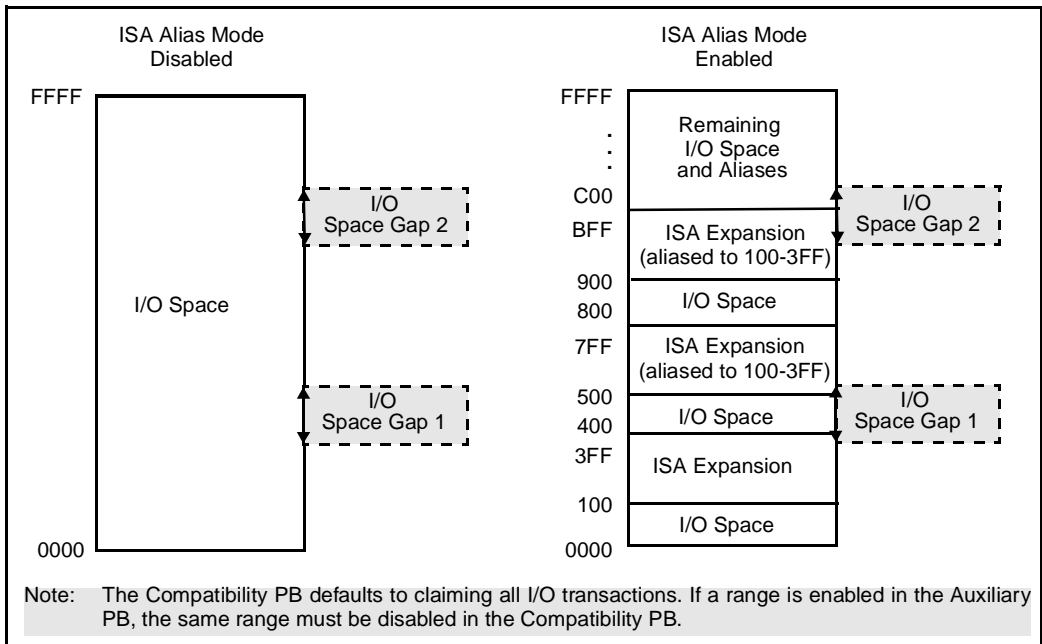 ISA Alias Mode
Disabled
FFFF
I/O
Space Gap 2
I/O Space
I/O
Space Gap 1
0000
ISA Alias Mode
Enabled
FFFF
Remaining
I/O Space
and Aliases
.
.
.
C00
I/O
Space Gap 2
BFF
ISA Expansion
(aliased to 100-3FF)
900
I/O Space
800
7FF
ISA Expansion
(aliased to 100-3FF)
500
I/O
Space Gap 1
I/O Space
400
3FF
ISA Expansion
100
I/O Space
0000
Note: The Compatibility PB defaults to claiming all I/O transactions. If a range is enabled in the Auxiliary
PB, the same range must be disabled in the Compatibility PB.